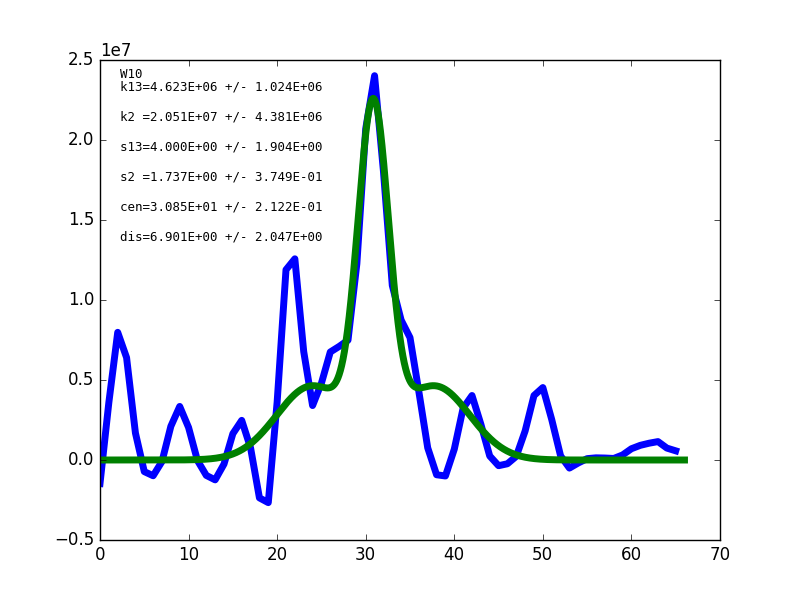 1e7
2.5
2.0
1.5
1.0
0.5
0.0
−0.5
W10
k13=4.623E+06 +/- 1.024E+06
k2 =2.051E+07 +/- 4.381E+06
s13=4.000E+00 +/- 1.904E+00
s2 =1.737E+00 +/- 3.749E-01
cen=3.085E+01 +/- 2.122E-01
dis=6.901E+00 +/- 2.047E+00
0 10 20 30 40 50 60 70